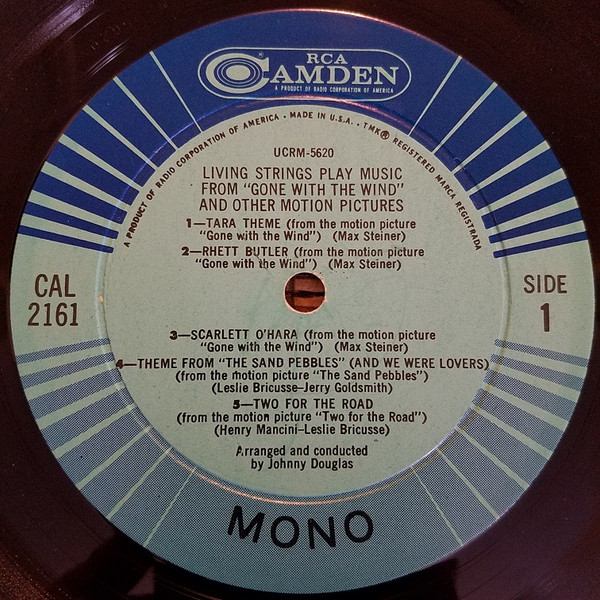 RCA
CAMDEN
A PRODUCT OF RADIO CORPORATION OF AMERICA
A PRODUCT OF RADIO CORPORATION OF AMERICA • MADE IN U.S.A. • TMK® REGISTERED MARCA REGISTRADA
UCRM-5620
LIVING STRINGS PLAY MUSIC
FROM "GONE WITH THE WIND"
AND OTHER MOTION PICTURES
1—TARA THEME (from the motion picture
"Gone with the Wind") (Max Steiner)
2—RHETT BUTLER (from the motion picture
"Gone with the Wind") (Max Steiner)
CAL
2161
SIDE
1
3—SCARLETT O'HARA (from the motion picture
"Gone with the Wind") (Max Steiner)
4—THEME FROM "THE SAND PEBBLES" (AND WE WERE LOVERS)
(from the motion picture "The Sand Pebbles")
(Leslie Bricusse-Jerry Goldsmith)
5—TWO FOR THE ROAD
(from the motion picture "Two for the Road")
(Henry Mancini-Leslie Bricusse)
Arranged and conducted
by Johnny Douglas
MONO